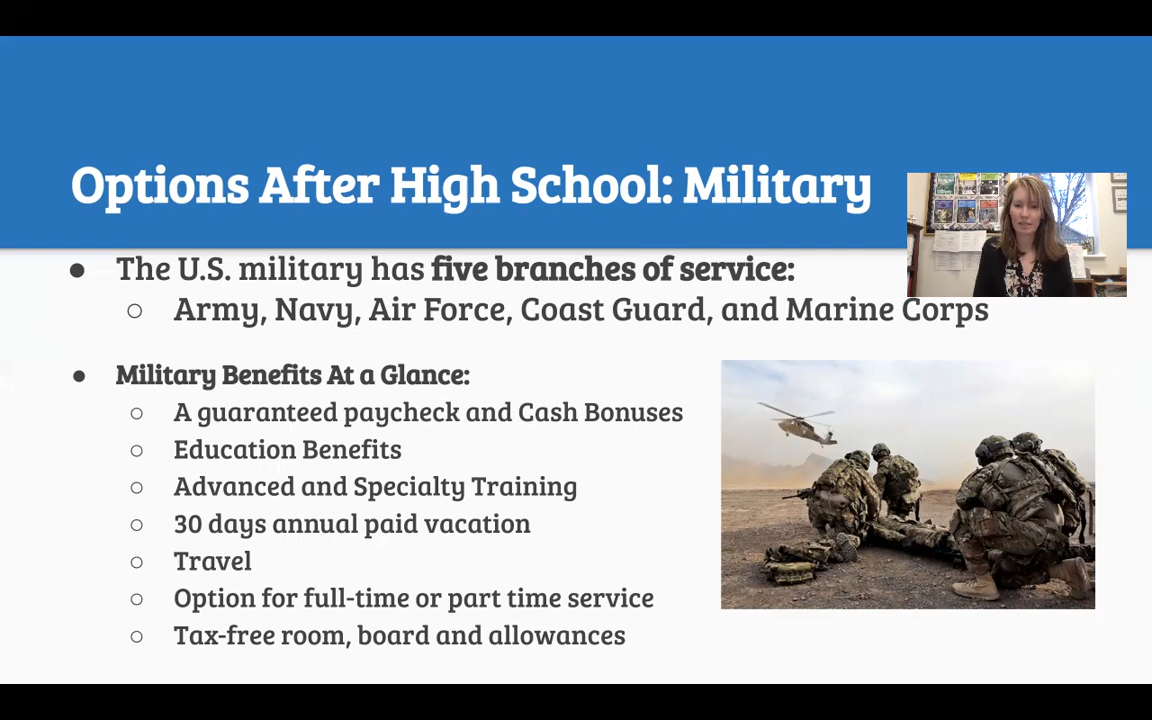 Options After High School: Military
The U.S. military has five branches of service:
Army, Navy, Air Force, Coast Guard, and Marine Corps
Military Benefits At a Glance:
A guaranteed paycheck and Cash Bonuses
Education Benefits
Advanced and Specialty Training
30 days annual paid vacation
Travel
Option for full-time or part time service
Tax-free room, board and allowances